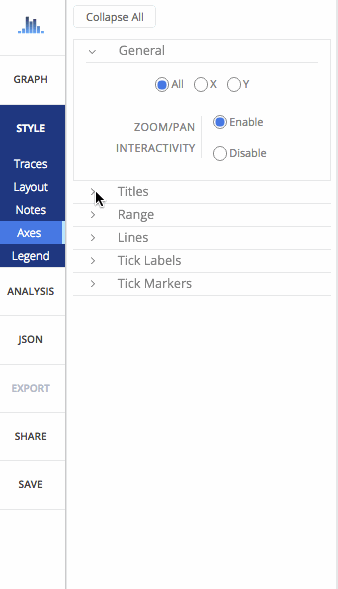 Collapse All
General
GRAPH
All X Y
STYLE
ZOOM/PAN
INTERACTIVITY
Enable
Disable
Traces
Layout
Notes
Axes
Legend
Titles
Range
Lines
Tick Labels
Tick Markers
ANALYSIS
JSON
EXPORT
SHARE
SAVE